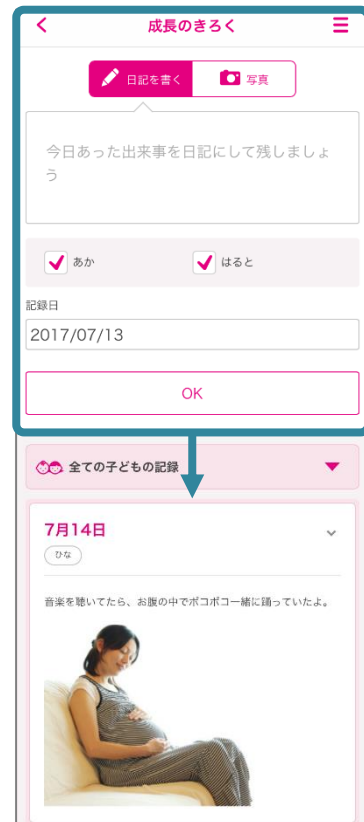 成長のきろく
日記を書く
写真
今日あった出来事を日記にして残しましょ
う
あか
はると
記録日
2017/07/13
OK
全ての子どもの記録
7月14日
ひな
音楽を聴いてたら、お腹の中でポコポコ一緒に踊っていたよ。